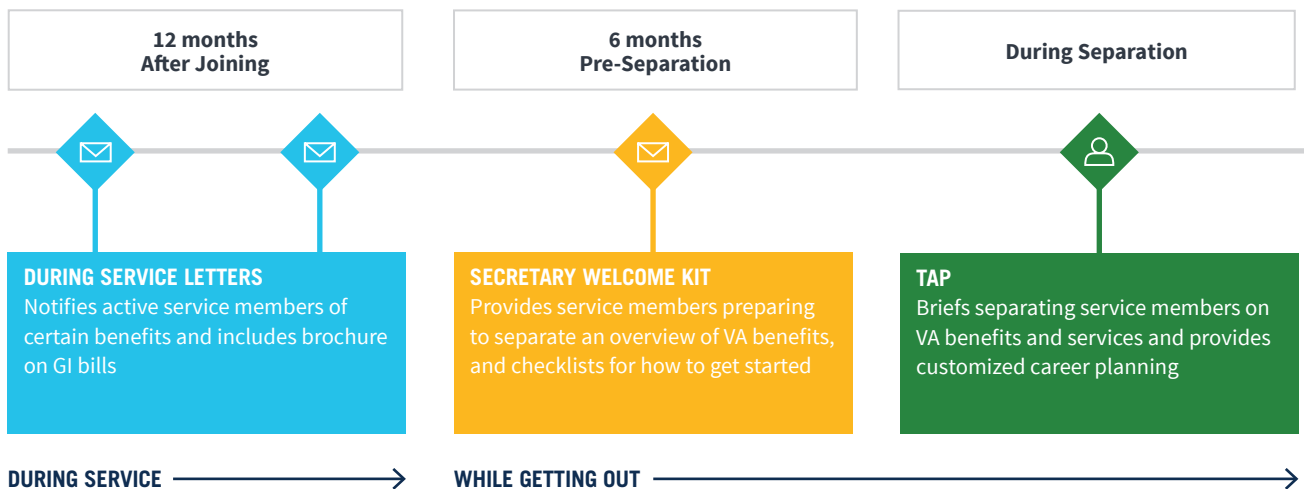 12 months
After Joining
6 months
Pre-Separation
During Separation
DURING SERVICE LETTERS
Notifies active service members of
certain benefits and includes brochure
on GI bills
SECRETARY WELCOME KIT
Provides service members preparing
to separate an overview of VA benefits,
and checklists for how to get started
TAP
Briefs separating service members on
VA benefits and services and provides
customized career planning
DURING SERVICE
WHILE GETTING OUT